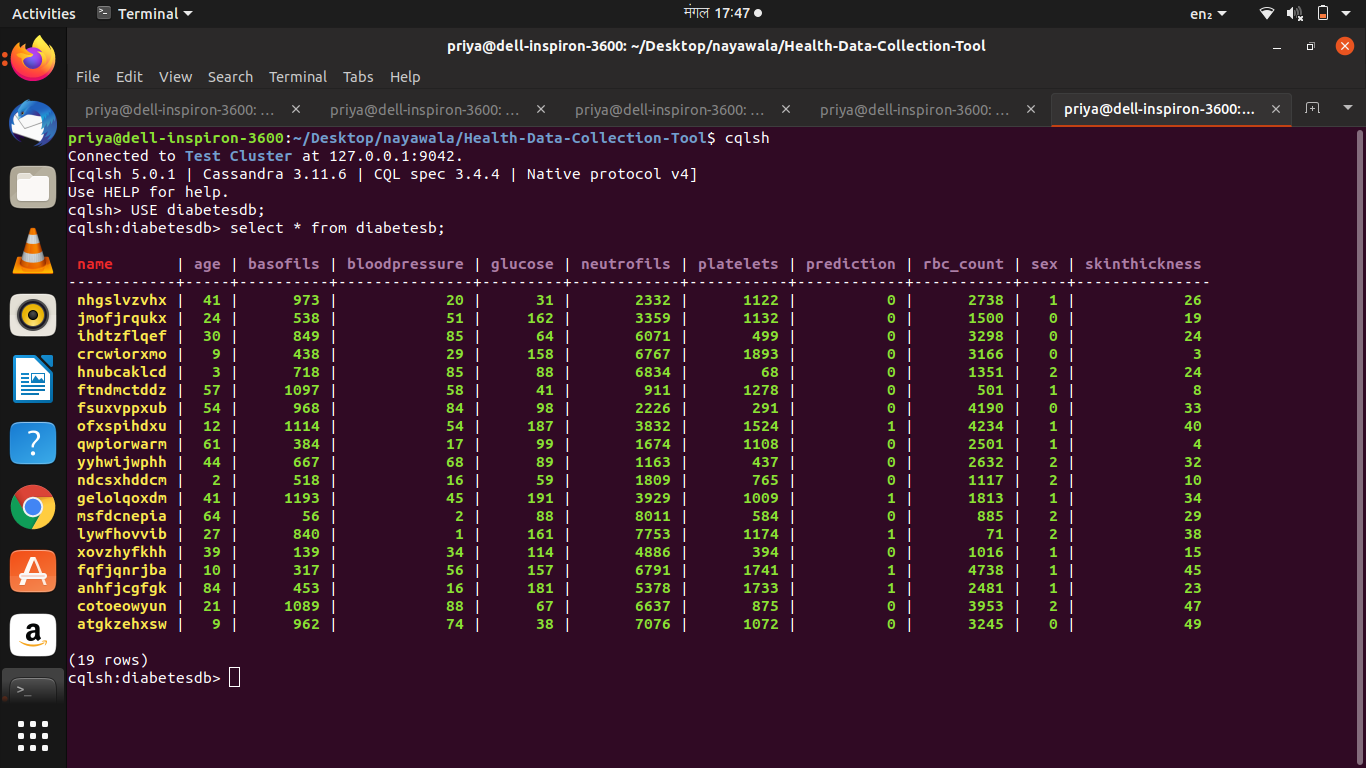 Activities Terminal मंगल 17:47 en₂
priya@dell-inspiron-3600: ~/Desktop/nayawala/Health-Data-Collection-Tool
File Edit View Search Terminal Tabs Help
priya@dell-inspiron-3600: ... priya@dell-inspiron-3600: ... priya@dell-inspiron-3600: ... priya@dell-inspiron-3600: ... priya@dell-inspiron-3600:...
priya@dell-inspiron-3600:~/Desktop/nayawala/Health-Data-Collection-Tool$ cqlsh
Connected to Test Cluster at 127.0.0.1:9042.
[cqlsh 5.0.1 | Cassandra 3.11.6 | CQL spec 3.4.4 | Native protocol v4]
Use HELP for help.
cqlsh> USE diabetesdb;
cqlsh:diabetesdb> select * from diabetesb;
name | age | basofils | bloodpressure | glucose | neutrofils | platelets | prediction | rbc_count | sex | skinthickness
------------+-----+----------+---------------+---------+------------+-----------+------------+-----------+-----+---------------
nhgslvzvhx | 41 | 973 | 20 | 31 | 2332 | 1122 | 0 | 2738 | 1 | 26
jmofjrqukx | 24 | 538 | 51 | 162 | 3359 | 1132 | 0 | 1500 | 0 | 19
ihdtzflqef | 30 | 849 | 85 | 64 | 6071 | 499 | 0 | 3298 | 0 | 24
crcwiorxmo | 9 | 438 | 29 | 158 | 6767 | 1893 | 0 | 3166 | 0 | 3
hnubcaklcd | 3 | 718 | 85 | 88 | 6834 | 68 | 0 | 1351 | 2 | 24
ftndmctddz | 57 | 1097 | 58 | 41 | 911 | 1278 | 0 | 501 | 1 | 8
fsuxvppxub | 54 | 968 | 84 | 98 | 2226 | 291 | 0 | 4190 | 0 | 33
ofxspihdxu | 12 | 1114 | 54 | 187 | 3832 | 1524 | 1 | 4234 | 1 | 40
qwpiorwarm | 61 | 384 | 17 | 99 | 1674 | 1108 | 0 | 2501 | 1 | 4
yyhwijwphh | 44 | 667 | 68 | 89 | 1163 | 437 | 0 | 2632 | 2 | 32
ndcsxhddcm | 2 | 518 | 16 | 59 | 1809 | 765 | 0 | 1117 | 2 | 10
gelolqoxdm | 41 | 1193 | 45 | 191 | 3929 | 1009 | 1 | 1813 | 1 | 34
msfdcnepia | 64 | 56 | 2 | 88 | 8011 | 584 | 0 | 885 | 2 | 29
lywfhovvib | 27 | 840 | 1 | 161 | 7753 | 1174 | 1 | 71 | 2 | 38
xovzhyfkhh | 39 | 139 | 34 | 114 | 4886 | 394 | 0 | 1016 | 1 | 15
fqfjqnrjba | 10 | 317 | 56 | 157 | 6791 | 1741 | 1 | 4738 | 1 | 45
anhfjcgfgk | 84 | 453 | 16 | 181 | 5378 | 1733 | 1 | 2481 | 1 | 23
cotoeowyun | 21 | 1089 | 88 | 67 | 6637 | 875 | 0 | 3953 | 2 | 47
atgkzehxsw | 9 | 962 | 74 | 38 | 7076 | 1072 | 0 | 3245 | 0 | 49
(19 rows)
cqlsh:diabetesdb>